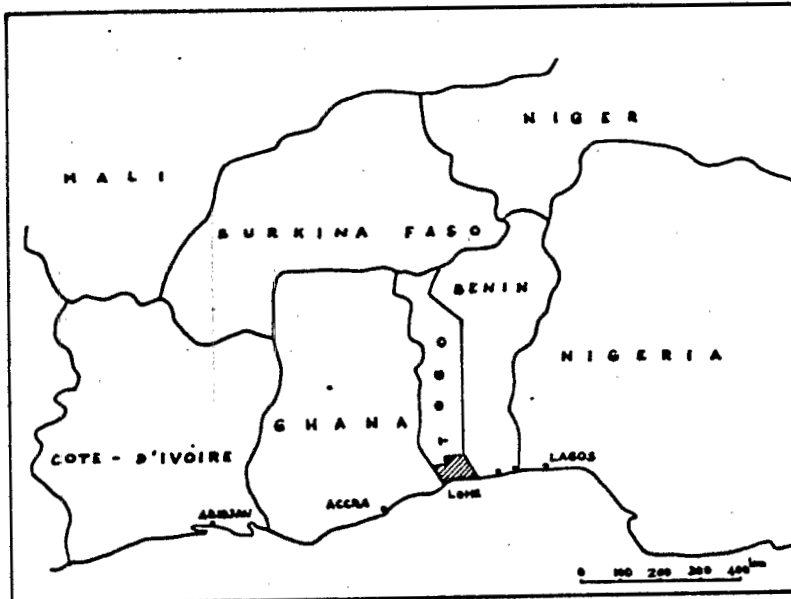 NIGER
MALI
BURKINA FASO
BENIN
TOGO
NIGERIA
GHANA
COTE - D'IVOIRE
LAGOS
LOME
ACCRA
ABIDJAN
0 100 200 300 400 km